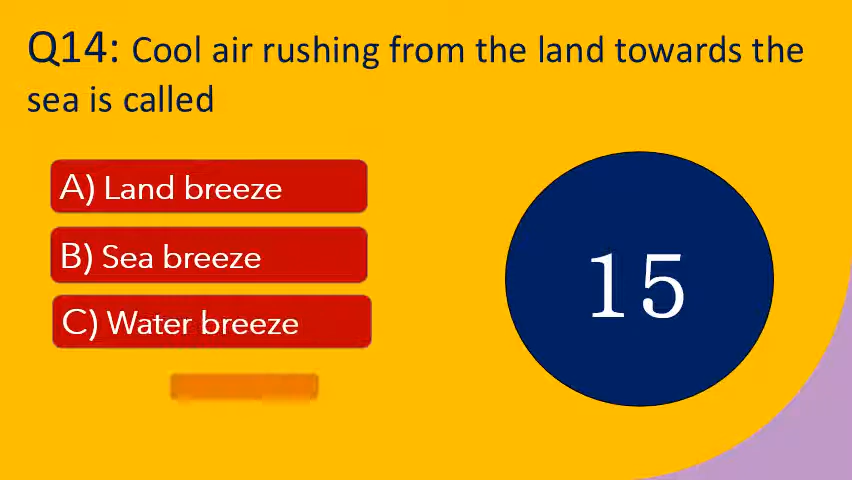 Q14: Cool air rushing from the land towards the
sea is called
A) Land breeze
B) Sea breeze
C) Water breeze
15